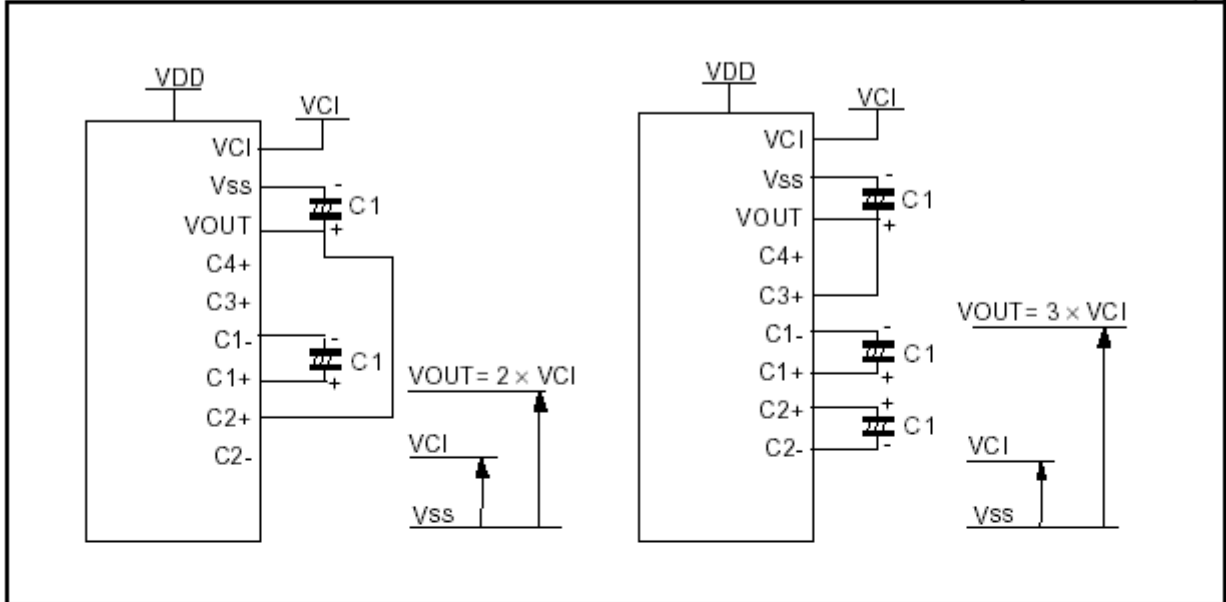 VDD
VCI
VCI
Vss
-
C1
VOUT
+
C4+
C3+
C1-
-
C1
C1+
+
VOUT = 2 × VCI
C2+
VCI
C2-
Vss
VDD
VCI
VCI
Vss
-
C1
VOUT
+
C4+
C3+
VOUT = 3 × VCI
C1-
-
C1
C1+
+
C2+
+
C1
VCI
C2-
-
Vss